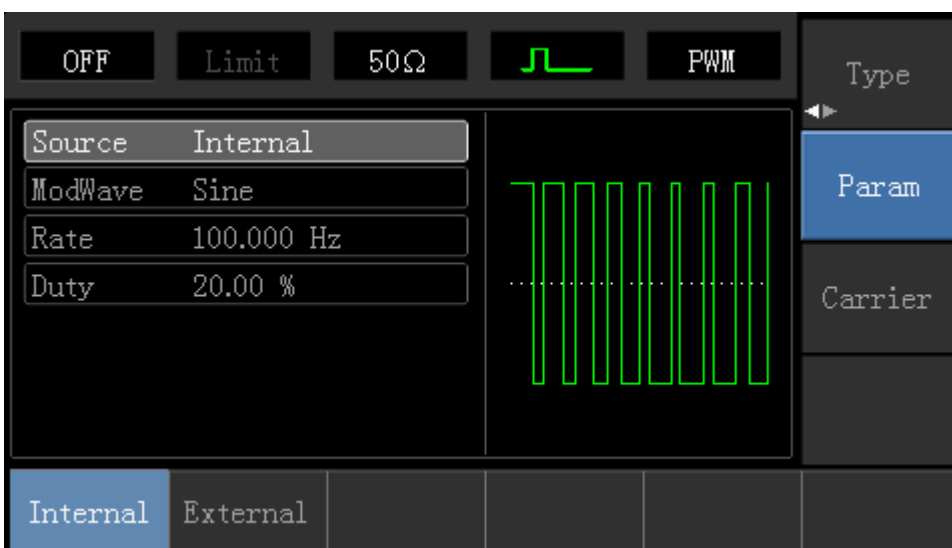 OFF Limit 50Ω PWM
Type
Source Internal
ModWave Sine
Rate 100.000 Hz
Duty 20.00 %
Param
Carrier
Internal External